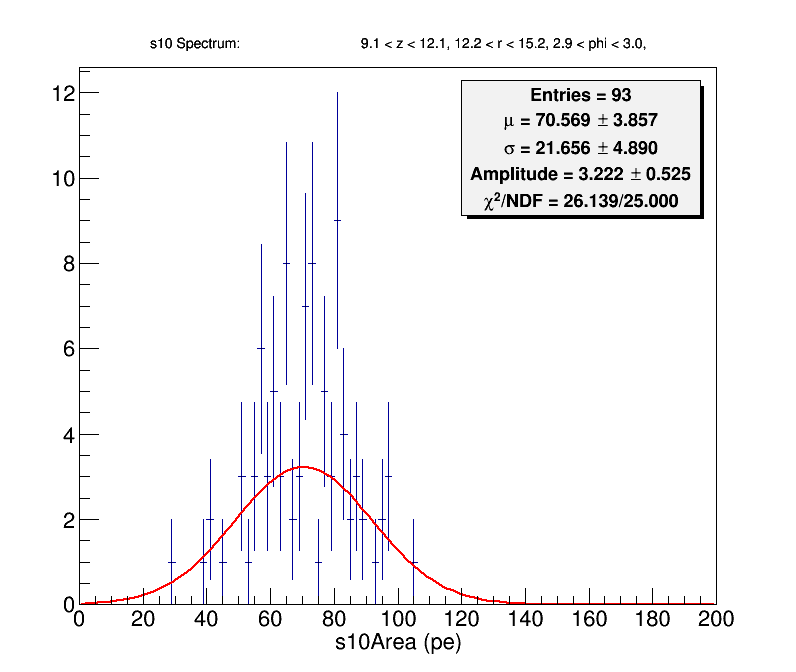 s10 Spectrum: 9.1 < z < 12.1, 12.2 < r < 15.2, 2.9 < phi < 3.0,
Entries = 93
μ = 70.569 ± 3.857
σ = 21.656 ± 4.890
Amplitude = 3.222 ± 0.525
χ²/NDF = 26.139/25.000
12
10
8
6
4
2
0
0 20 40 60 80 100 120 140 160 180 200
s10Area (pe)